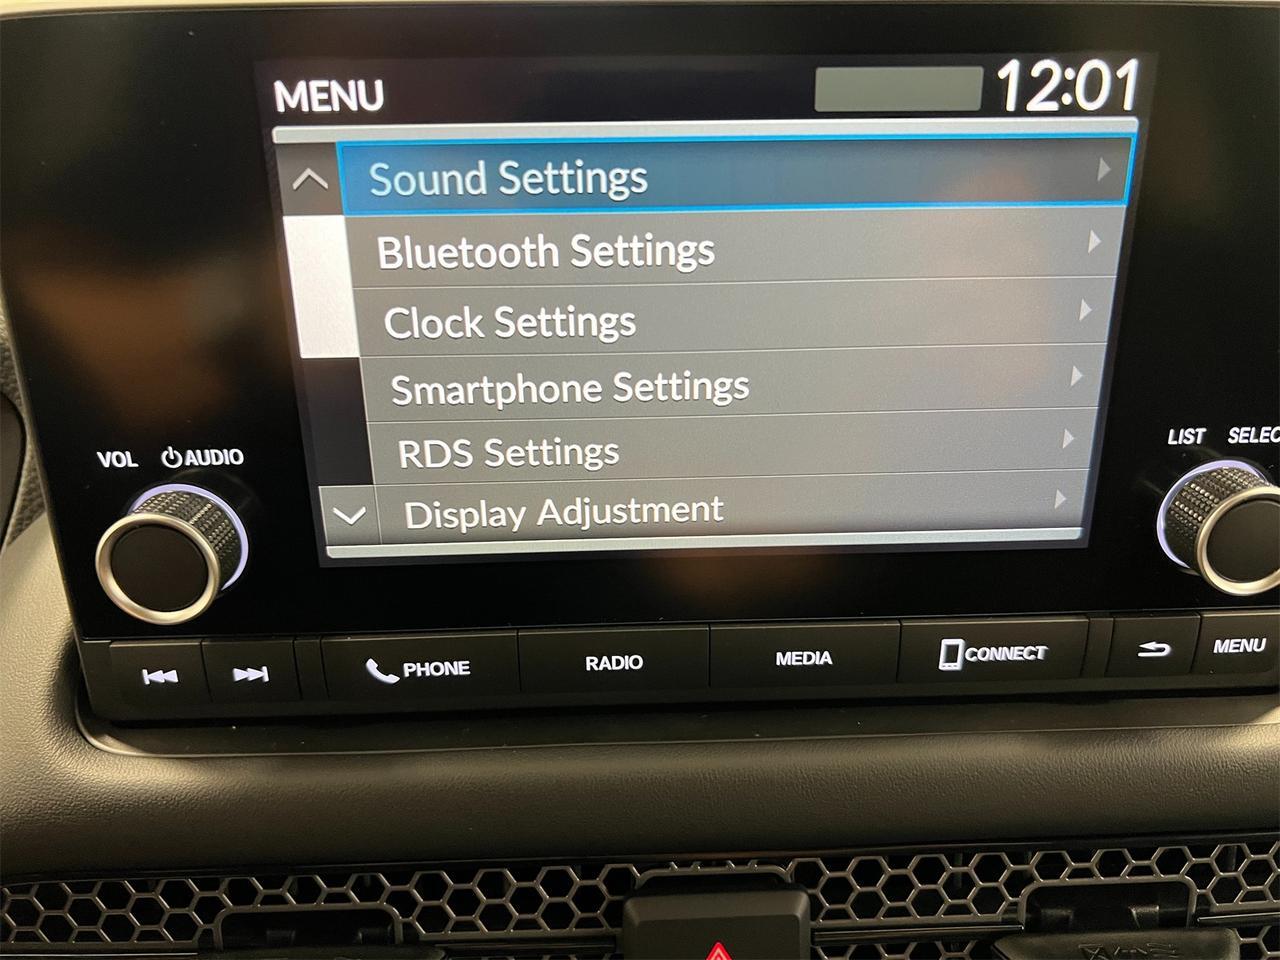 MENU 12:01
Sound Settings
Bluetooth Settings
Clock Settings
Smartphone Settings
RDS Settings
Display Adjustment
VOL AUDIO
LIST SELEC
PHONE RADIO MEDIA CONNECT MENU